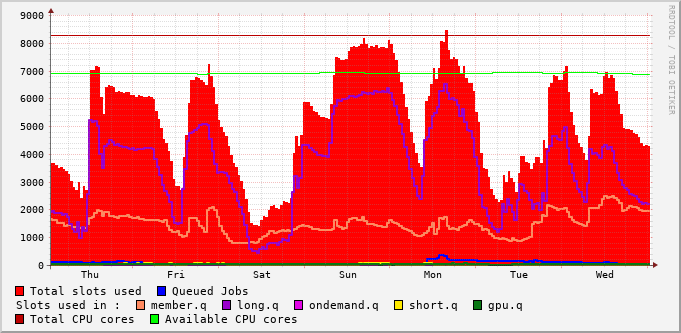 RRDTOOL / TOBI OETIKER
9000
8000
7000
6000
5000
4000
3000
2000
1000
0
Thu Fri Sat Sun Mon Tue Wed
Total slots used Queued Jobs
Slots used in : member.q long.q ondemand.q short.q gpu.q
Total CPU cores Available CPU cores